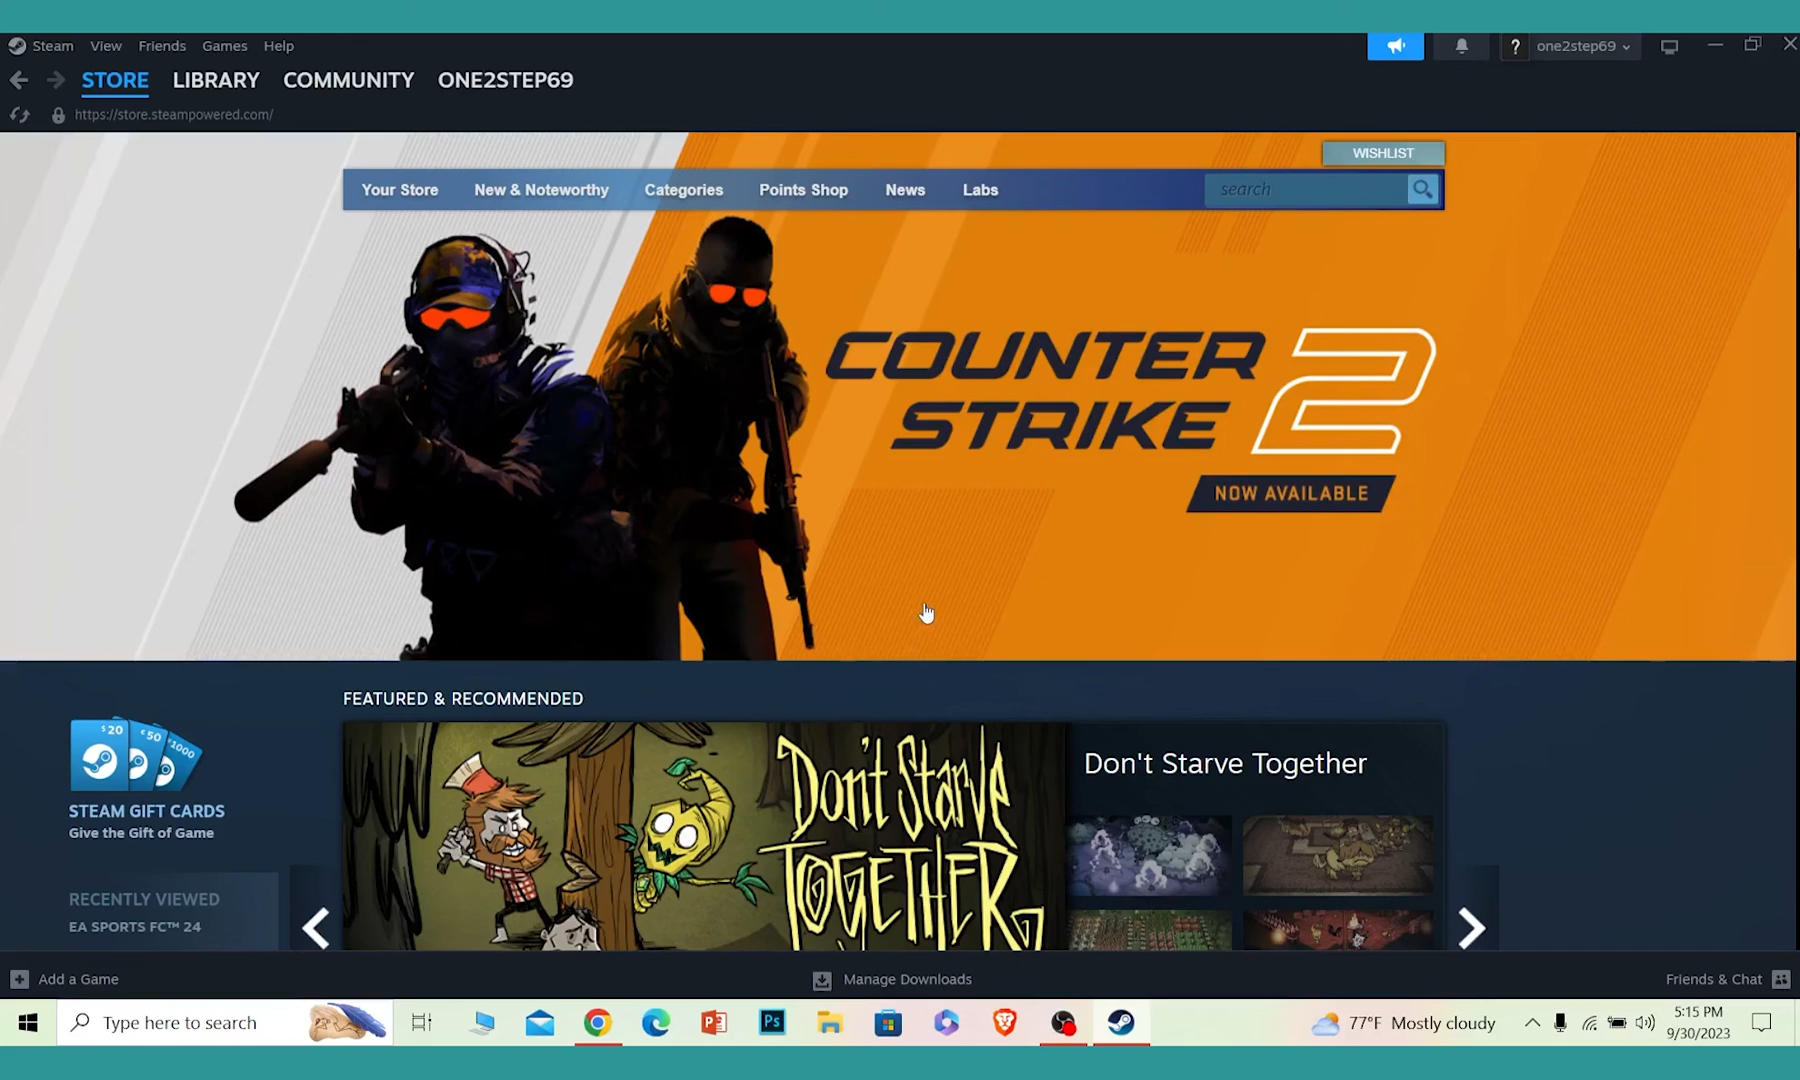 Steam View Friends Games Help
one2step69
STORE LIBRARY COMMUNITY ONE2STEP69
https://store.steampowered.com/
WISHLIST
Your Store New & Noteworthy Categories Points Shop News Labs search
COUNTER
STRIKE 2
NOW AVAILABLE
FEATURED & RECOMMENDED
$20 €50 1000
STEAM GIFT CARDS
Give the Gift of Game
Don't Starve
TOGETHER
Don't Starve Together
RECENTLY VIEWED
EA SPORTS FC™ 24
Add a Game Manage Downloads Friends & Chat
Type here to search
77°F Mostly cloudy
5:15 PM
9/30/2023